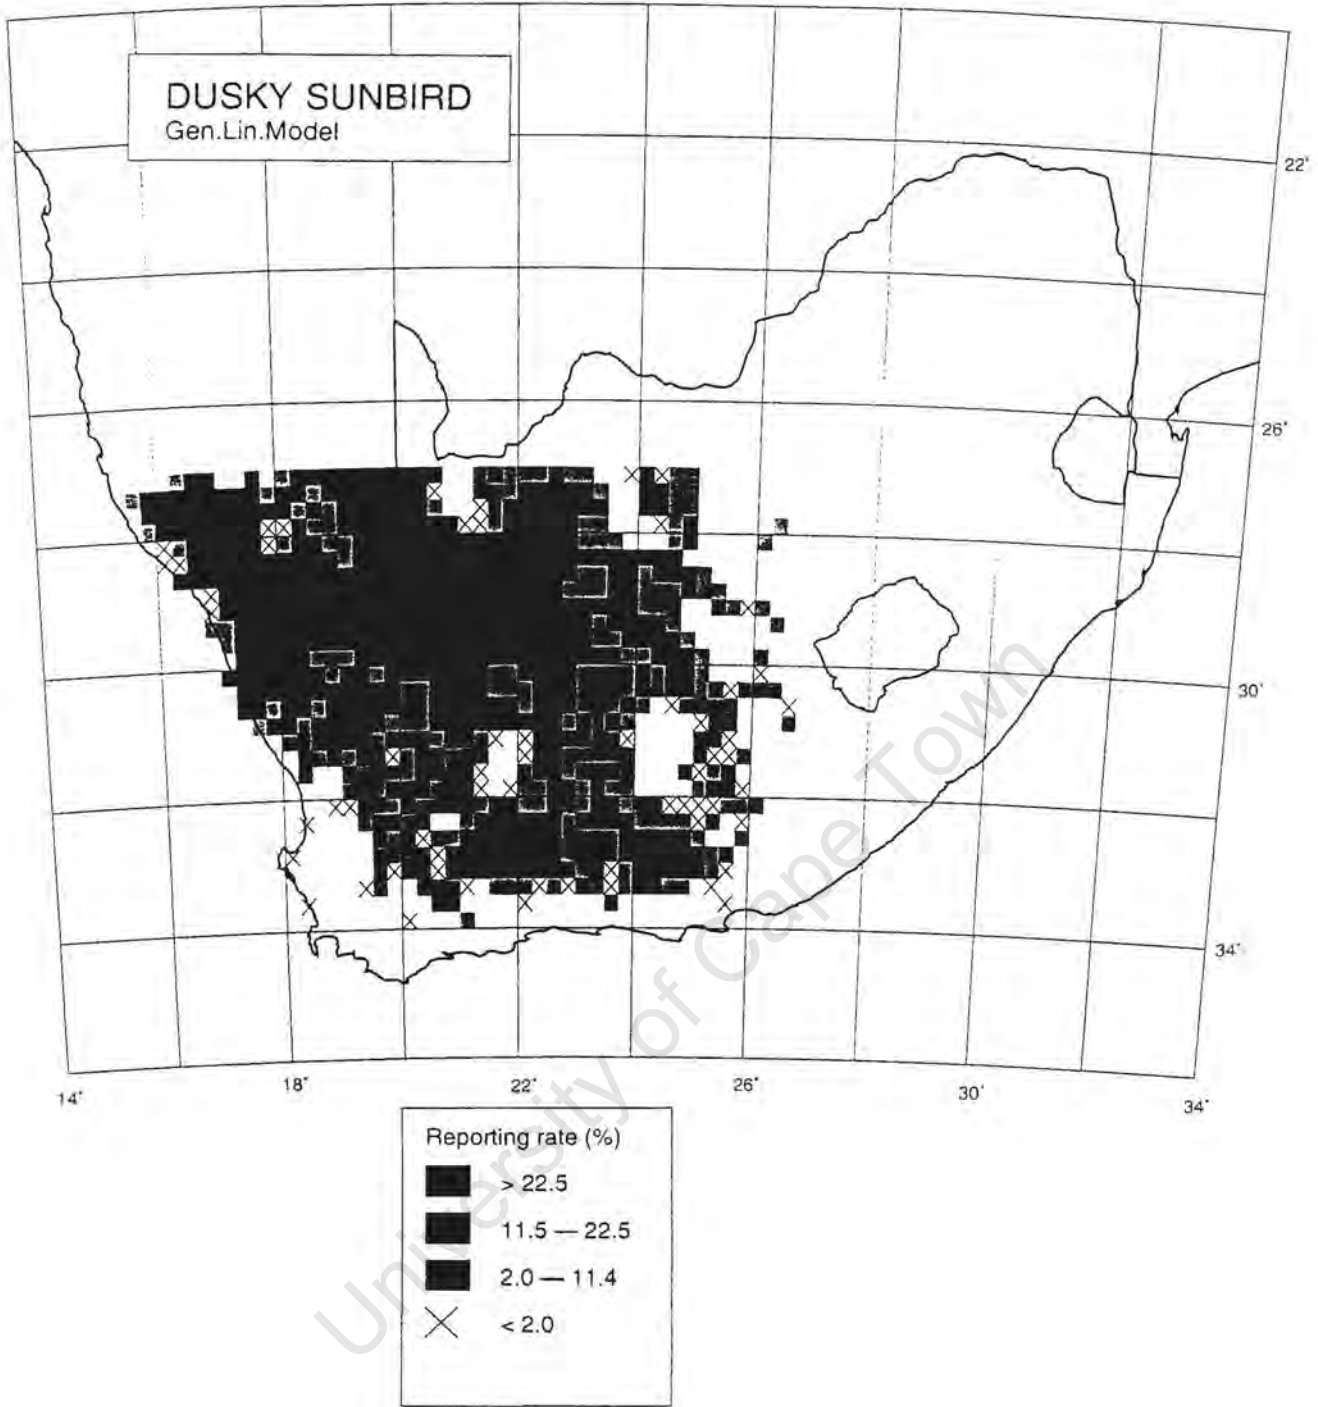 DUSKY SUNBIRD
Gen.Lin.Model
22°
26°
30°
34°
14°
18°
22°
26°
30°
34°
Reporting rate (%)
> 22.5
11.5 — 22.5
2.0 — 11.4
< 2.0
University of Cape Town